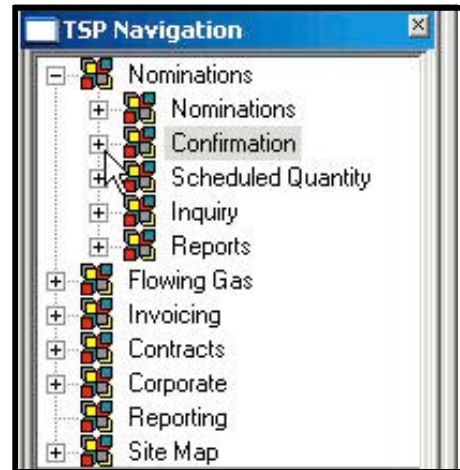 TSP Navigation
Nominations
Nominations
Confirmation
Scheduled Quantity
Inquiry
Reports
Flowing Gas
Invoicing
Contracts
Corporate
Reporting
Site Map